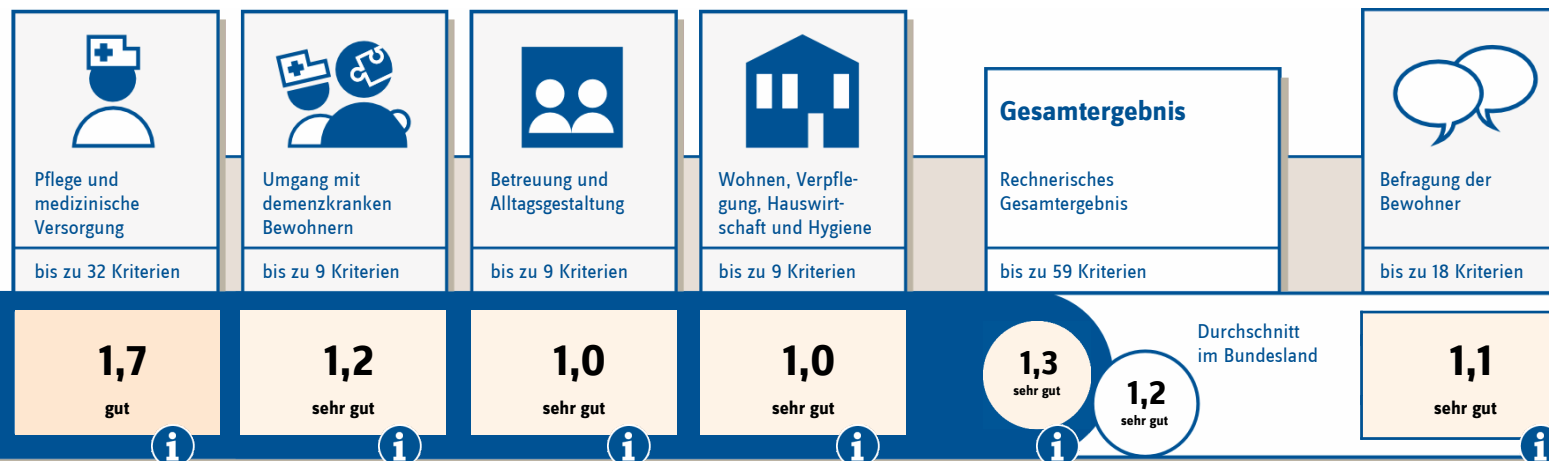 Pflege und
medizinische
Versorgung
bis zu 32 Kriterien
1,7
gut
i
Umgang mit
demenzkranken
Bewohnern
bis zu 9 Kriterien
1,2
sehr gut
i
Betreuung und
Alltagsgestaltung
bis zu 9 Kriterien
1,0
sehr gut
i
Wohnen, Verpfle-
gung, Hauswirt-
schaft und Hygiene
bis zu 9 Kriterien
1,0
sehr gut
i
Gesamtergebnis
Rechnerisches
Gesamtergebnis
bis zu 59 Kriterien
1,3
sehr gut
i
Durchschnitt
im Bundesland
1,2
sehr gut
Befragung der
Bewohner
bis zu 18 Kriterien
1,1
sehr gut
i